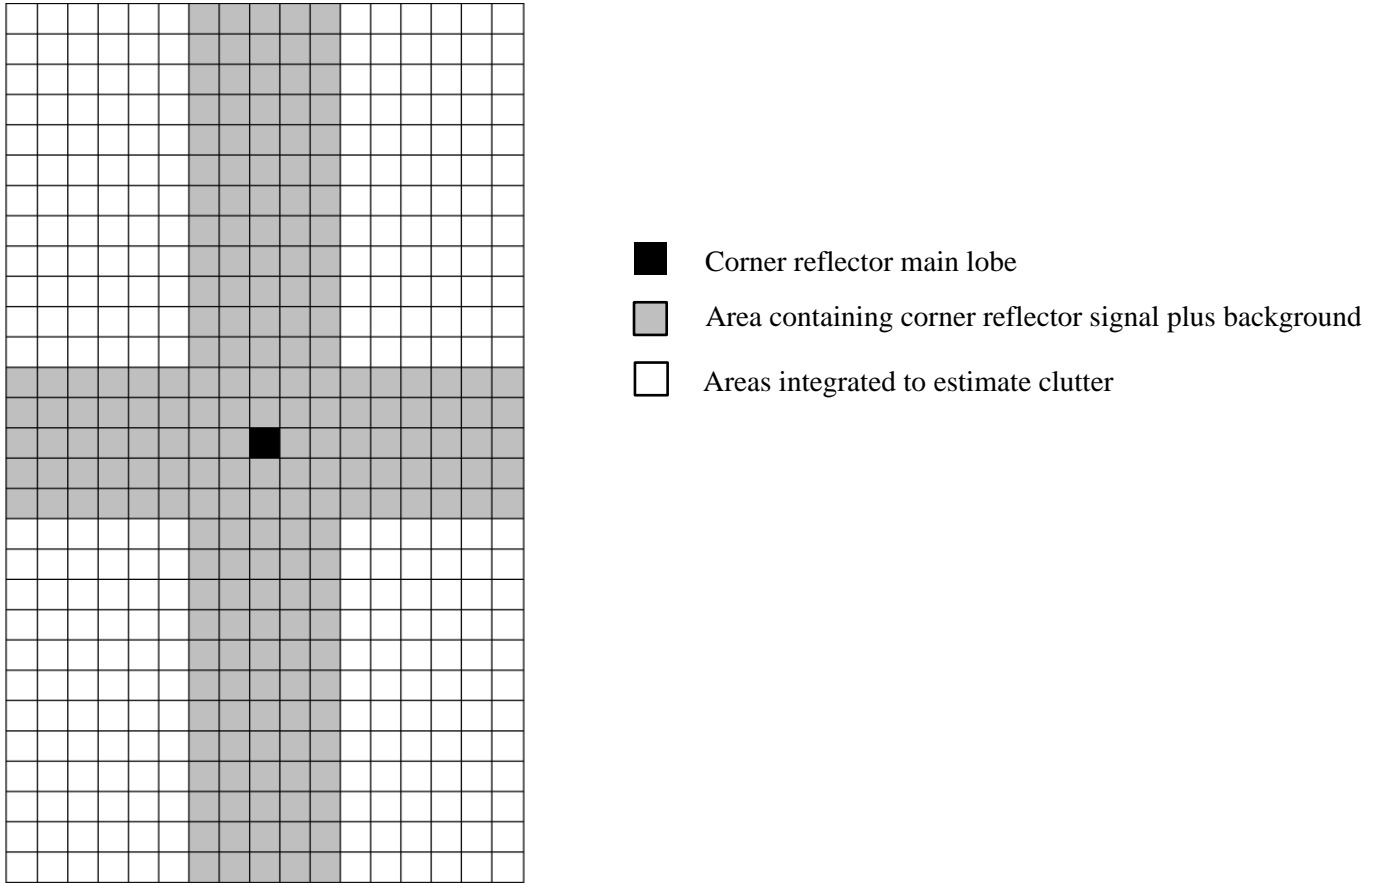 Corner reflector main lobe
Area containing corner reflector signal plus background
Areas integrated to estimate clutter